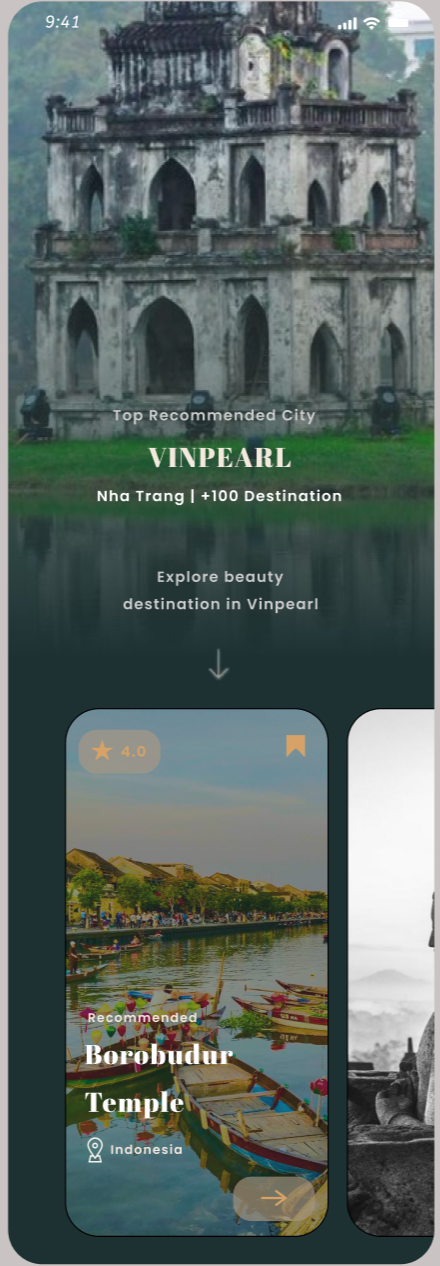 9:41
Top Recommended City
VINPEARL
Nha Trang | +100 Destination
Explore beauty
destination in Vinpearl
4.0
Recommended
Borobudur
Temple
Indonesia